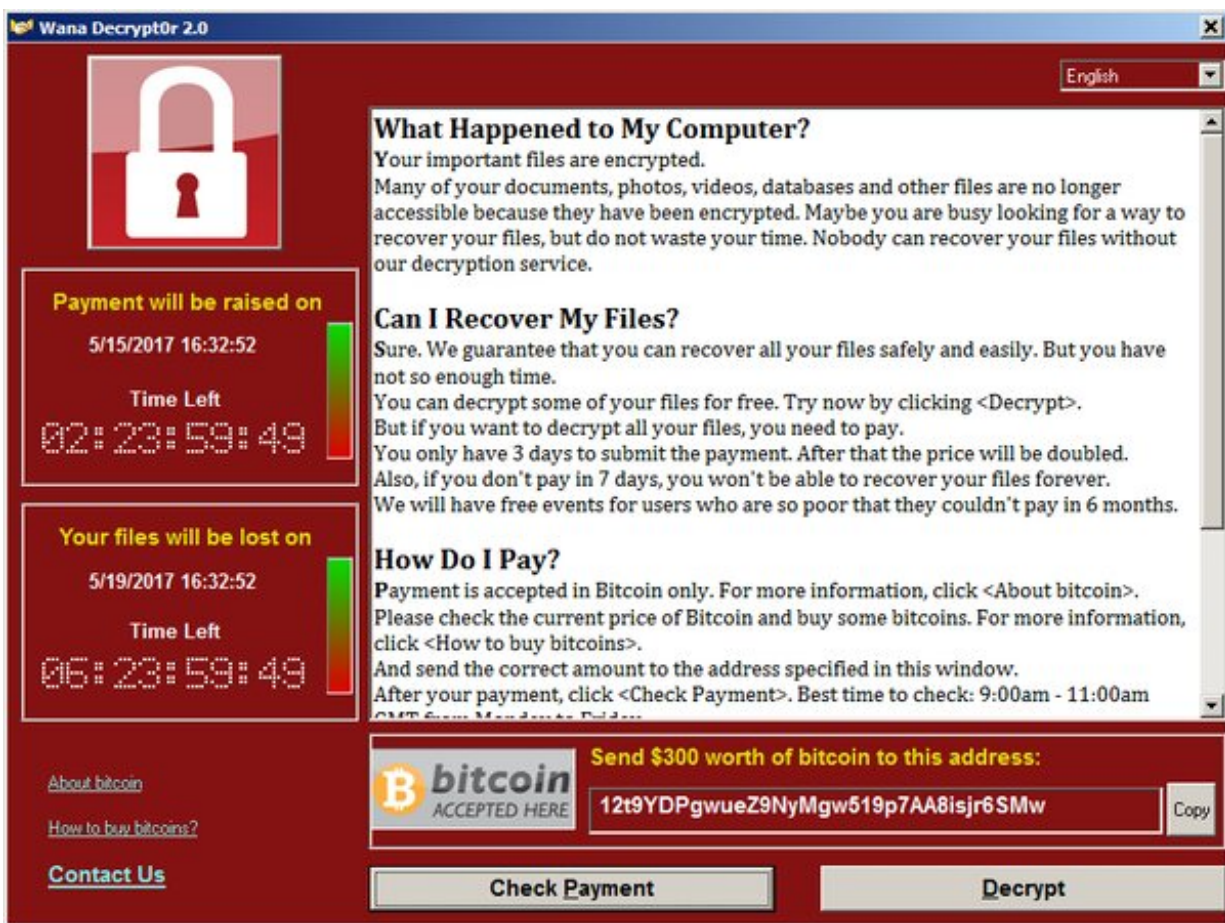 Wana Decrypt0r 2.0
English
What Happened to My Computer?
Your important files are encrypted.
Many of your documents, photos, videos, databases and other files are no longer
accessible because they have been encrypted. Maybe you are busy looking for a way to
recover your files, but do not waste your time. Nobody can recover your files without
our decryption service.
Can I Recover My Files?
Sure. We guarantee that you can recover all your files safely and easily. But you have
not so enough time.
You can decrypt some of your files for free. Try now by clicking <Decrypt>.
But if you want to decrypt all your files, you need to pay.
You only have 3 days to submit the payment. After that the price will be doubled.
Also, if you don't pay in 7 days, you won't be able to recover your files forever.
We will have free events for users who are so poor that they couldn't pay in 6 months.
How Do I Pay?
Payment is accepted in Bitcoin only. For more information, click <About bitcoin>.
Please check the current price of Bitcoin and buy some bitcoins. For more information,
click <How to buy bitcoins>.
And send the correct amount to the address specified in this window.
After your payment, click <Check Payment>. Best time to check: 9:00am - 11:00am
GMT from Monday to Friday
Payment will be raised on
5/15/2017 16:32:52
Time Left
02:23:59:49
Your files will be lost on
5/19/2017 16:32:52
Time Left
06:23:59:49
About bitcoin
How to buy bitcoins?
Contact Us
bitcoin
ACCEPTED HERE
Send $300 worth of bitcoin to this address:
12t9YDPgwueZ9NyMgw519p7AA8isjr6SMw
Copy
Check Payment
Decrypt